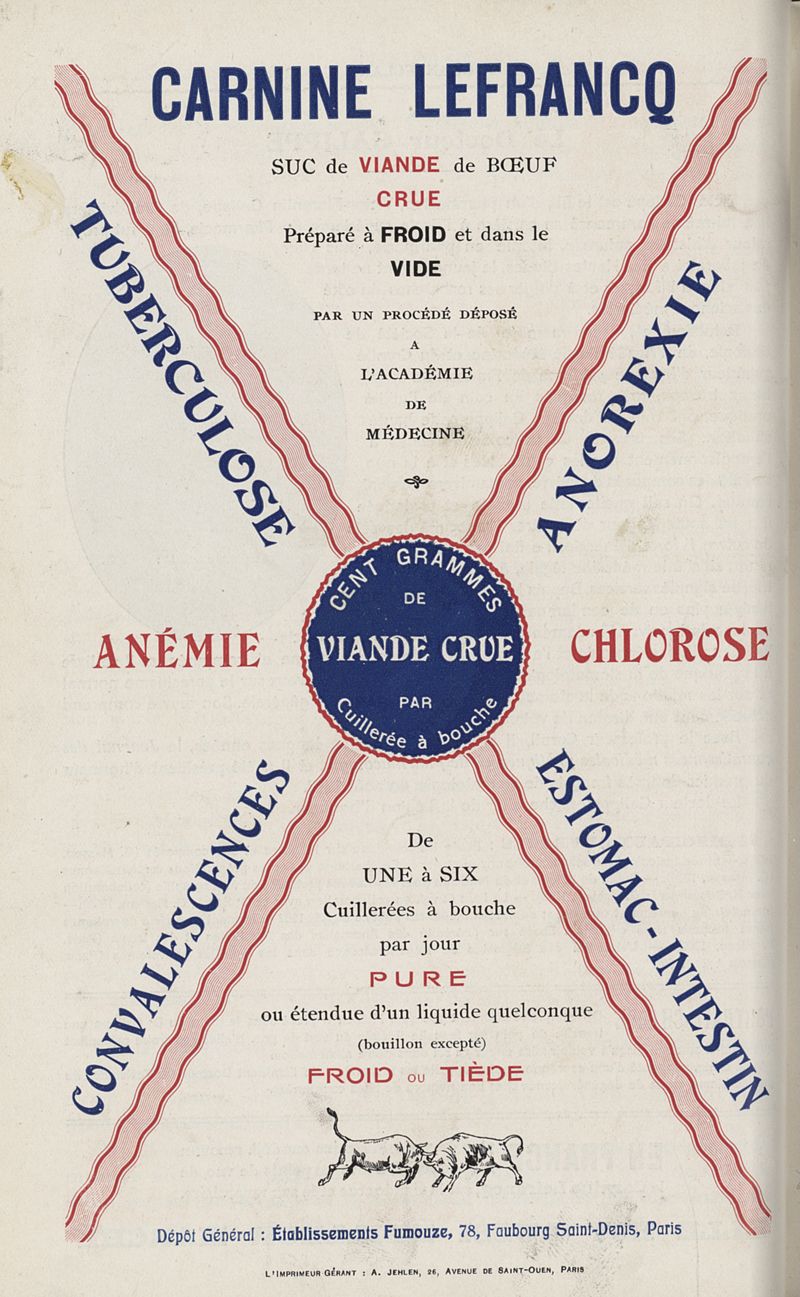 CARNINE LEFRANCQ
SUC de VIANDE de BŒUF
CRUE
Préparé à FROID et dans le
VIDE
PAR UN PROCÉDÉ DÉPOSÉ
A
L'ACADÉMIE
DE
MÉDECINE
TUBERCULOSE
ANOREXIE
CENT GRAMMES
DE
VIANDE CRUE
PAR
Cuillerée à bouche
ANÉMIE
CHLOROSE
CONVALESCENCES
ESTOMAC-INTESTIN
De
UNE à SIX
Cuillerées à bouche
par jour
PURE
ou étendue d'un liquide quelconque
(bouillon excepté)
FROID OU TIÈDE
Dépôt Général : Établissements Fumouze, 78, Faubourg Saint-Denis, Paris
L'IMPRIMEUR GÉRANT : A. JEHLEN, 26, AVENUE DE SAINT-OUEN, PARIS